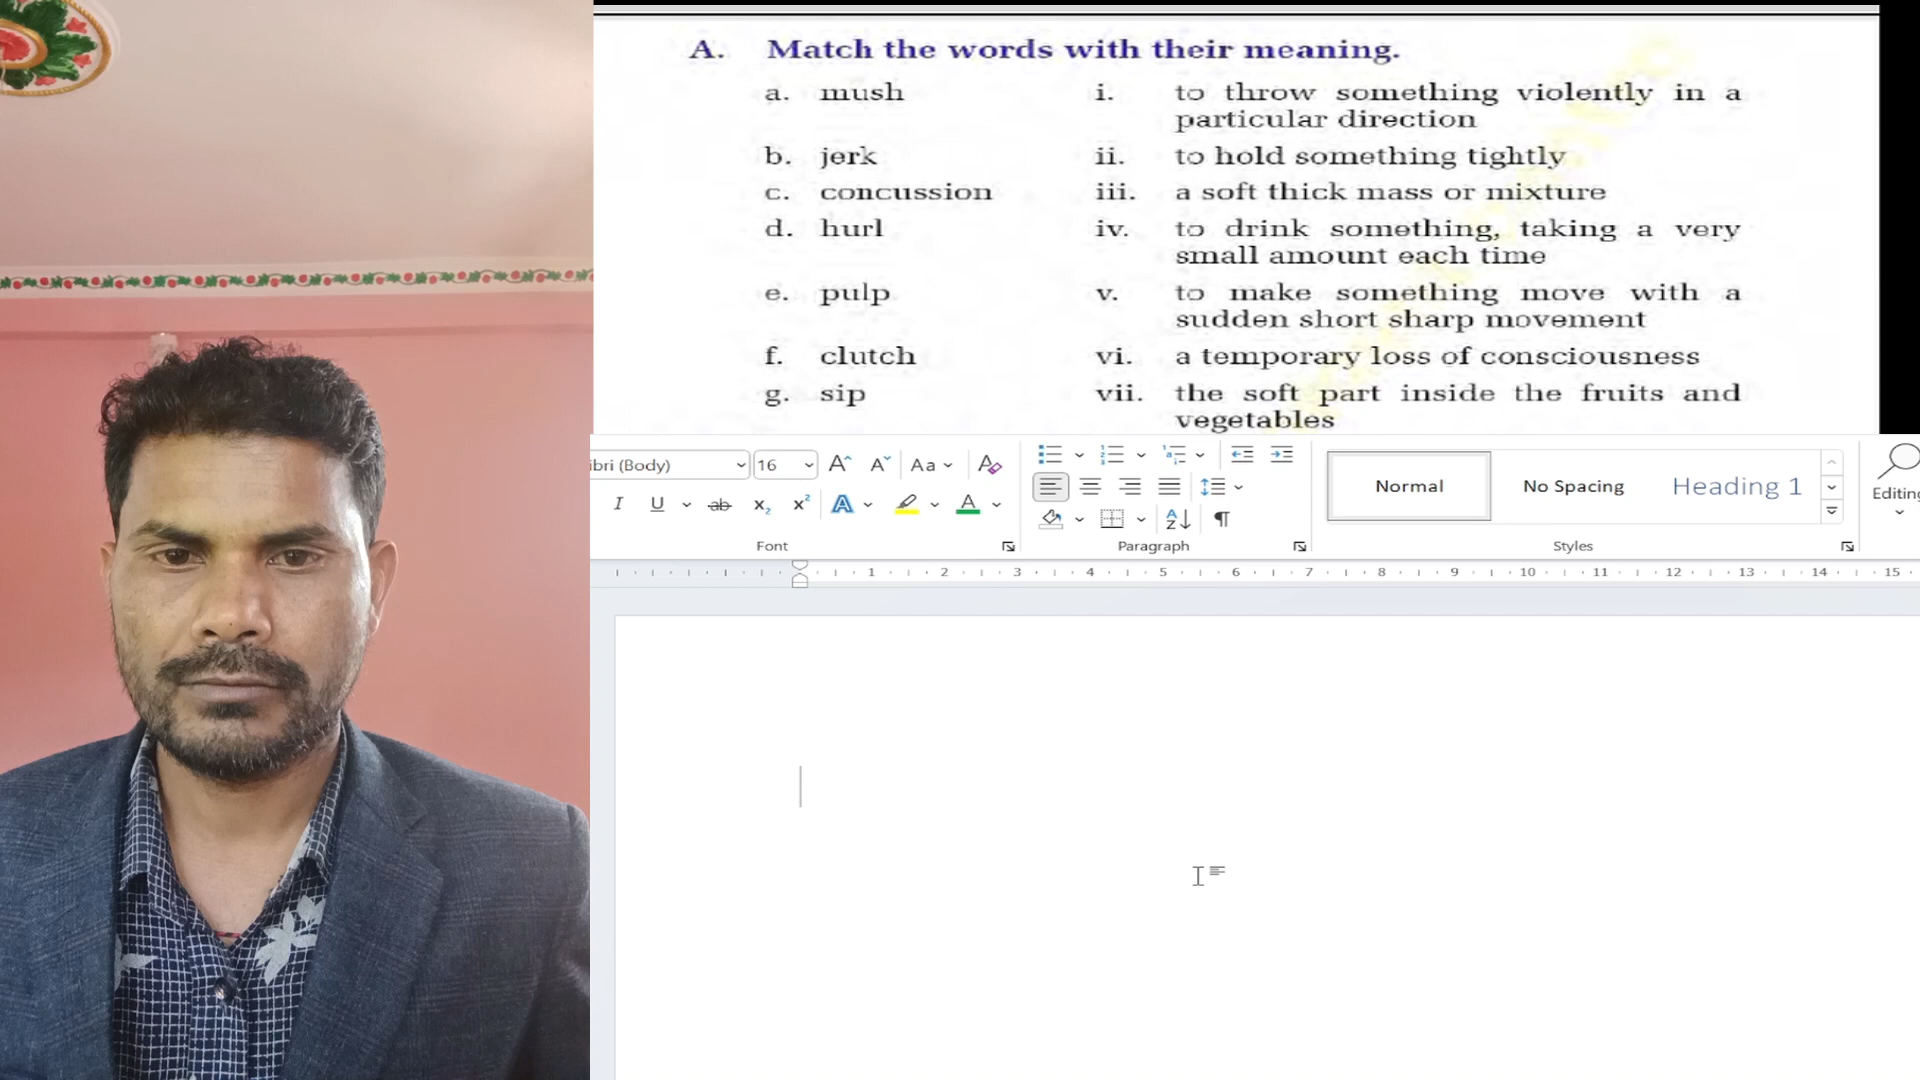 A. Match the words with their meaning.
a. mush i. to throw something violently in a
particular direction
b. jerk ii. to hold something tightly
c. concussion iii. a soft thick mass or mixture
d. hurl iv. to drink something, taking a very
small amount each time
e. pulp v. to make something move with a
sudden short sharp movement
f. clutch vi. a temporary loss of consciousness
g. sip vii. the soft part inside the fruits and
vegetables
ibri (Body) 16 Aa
I U ab x₂ x² A A
Normal No Spacing Heading 1
Editing
Font Paragraph Styles
1 2 3 4 5 6 7 8 9 10 11 12 13 14 15